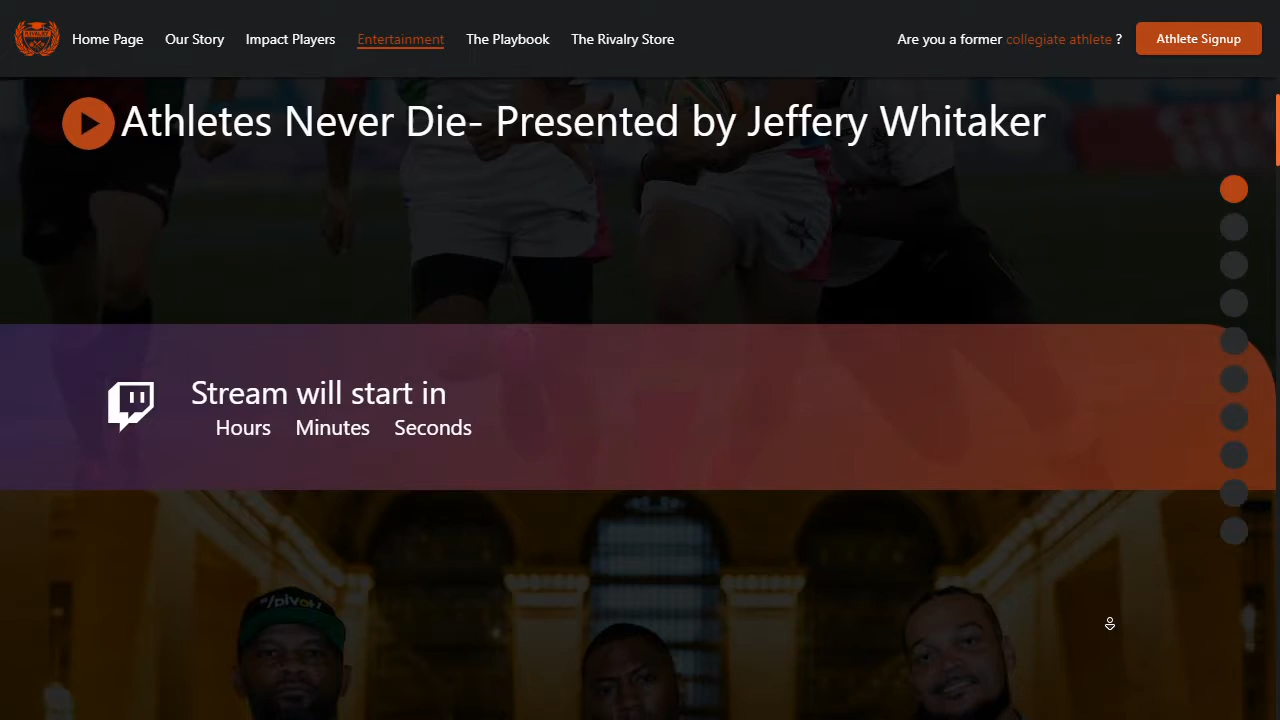 RIVALRY
Home Page
Our Story
Impact Players
Entertainment
The Playbook
The Rivalry Store
Are you a former collegiate athlete ?
Athlete Signup
Athletes Never Die- Presented by Jeffery Whitaker
Stream will start in
Hours Minutes Seconds